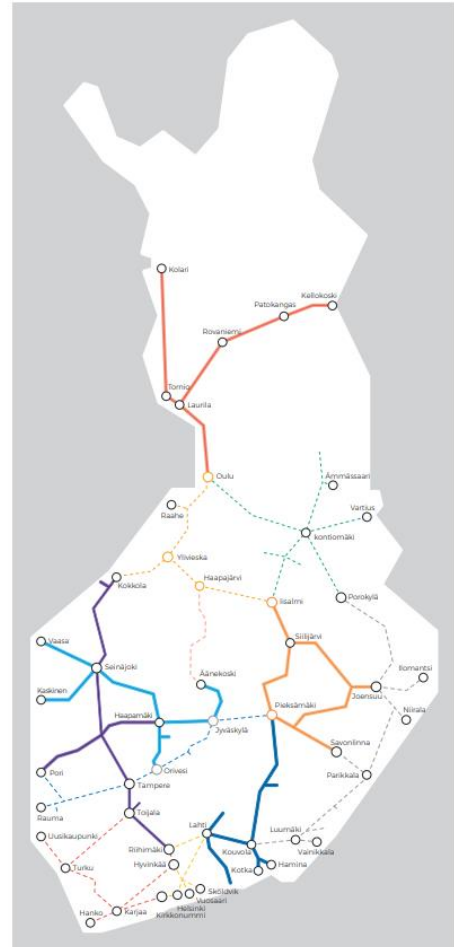 Kolari
Kellokoski
Patokangas
Rovaniemi
Tornio
Laurila
Oulu
Ämmässaari
Raahe
Vartius
kontiomäki
Ylivieska
Kokkola
Haapajärvi
Iisalmi
Porokylä
Vaasa
Siilijärvi
Seinäjoki
Äänekoski
Ilomantsi
Kaskinen
Joensuu
Haapamäki
Pieksämäki
Niirala
Jyväskylä
Savonlinna
Orivesi
Pori
Parikkala
Tampere
Rauma
Toijala
Uusikaupunki
Lahti
Luumäki
Riihimäki
Kouvola
Vainikkala
Hyvinkää
Turku
Kotka
Hamina
Sköldvik
Vuosaari
Helsinki
Kirkkonummi
Karjaa
Hanko